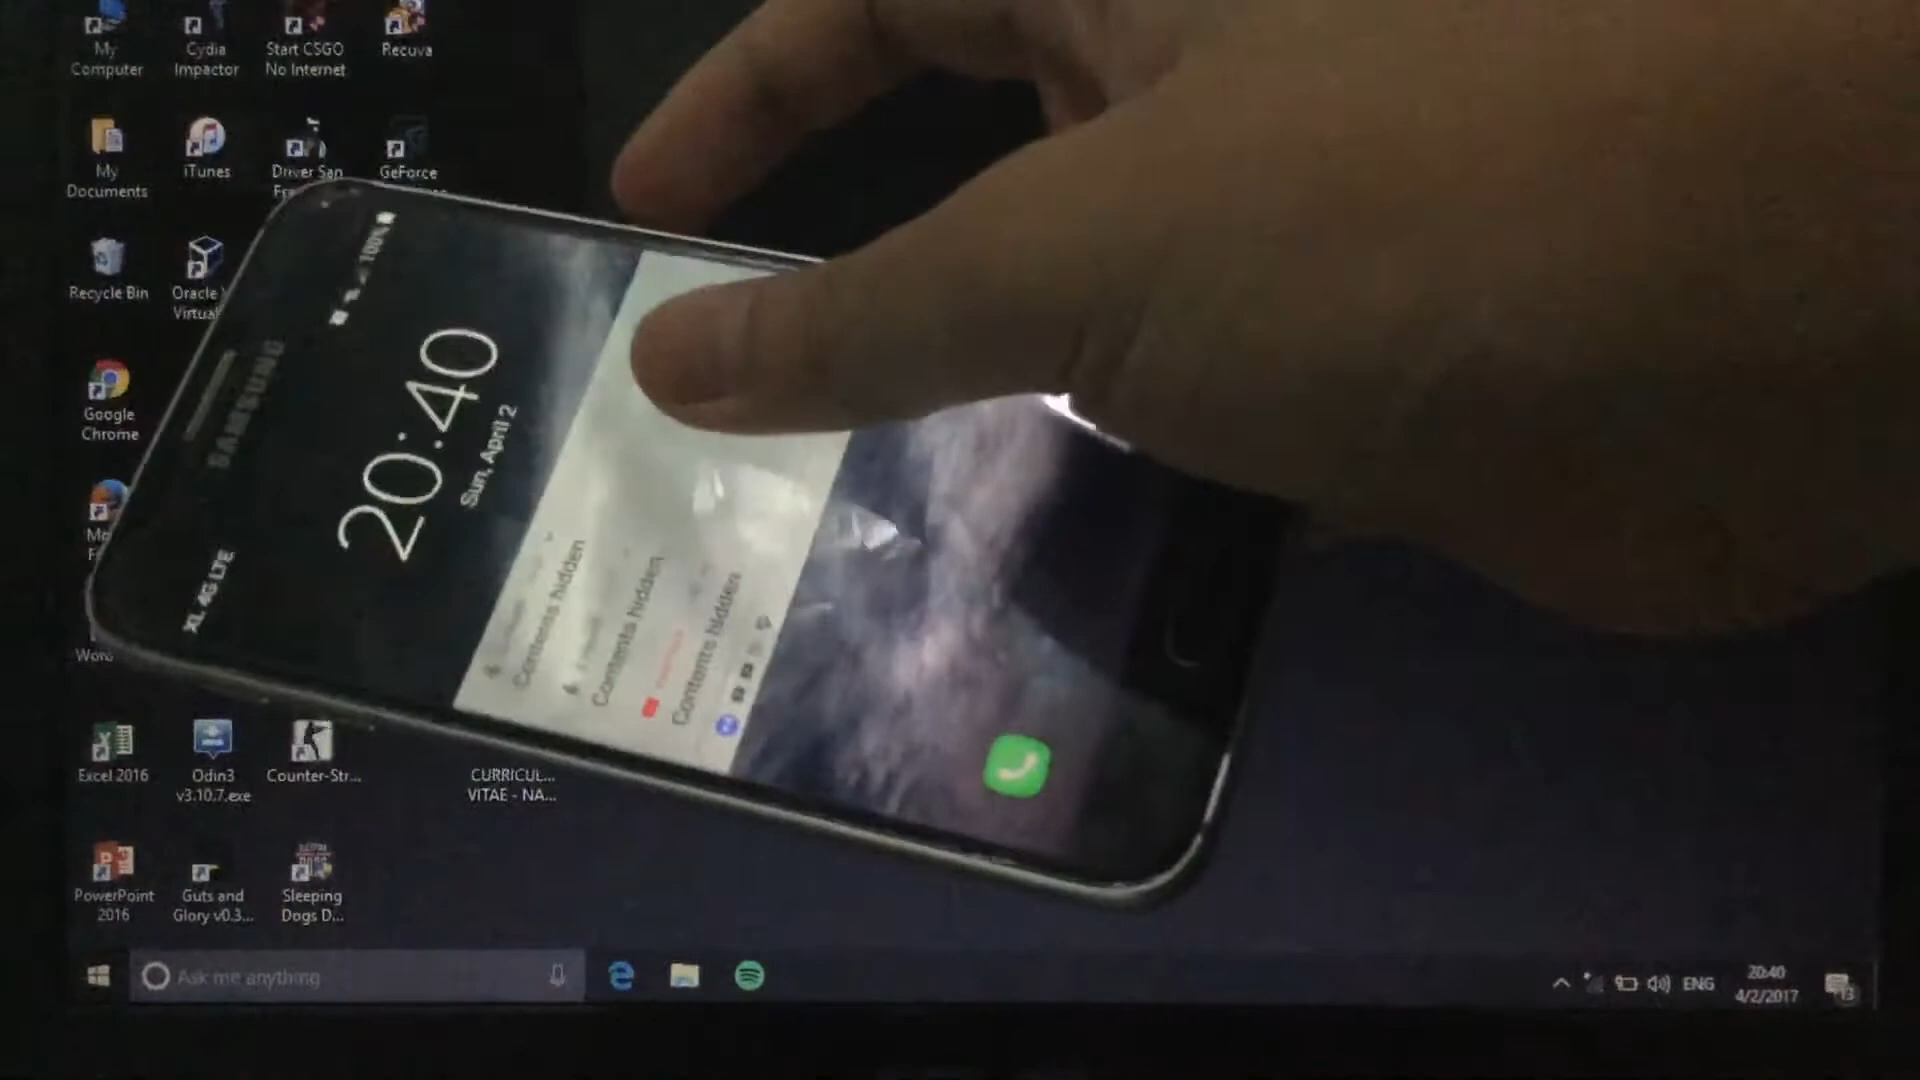 My
Computer
Cydia
Impactor
Start CSGO
No Internet
Recuva
My
Documents
iTunes
Driver San
GeForce
Recycle Bin
Oracle
Virtual
Google
Chrome
SAMSUNG
XL 4G LTE
100%
20:40
Sun, April 2
Contents hidden
Contents hidden
Contents hidden
Excel 2016
Odin3
v3.10.7.exe
Counter-Str...
CURRICUL...
VITAE - NA...
PowerPoint
2016
Guts and
Glory v0.3...
Sleeping
Dogs D...
Ask me anything
ENG
20:40
4/2/2017
13